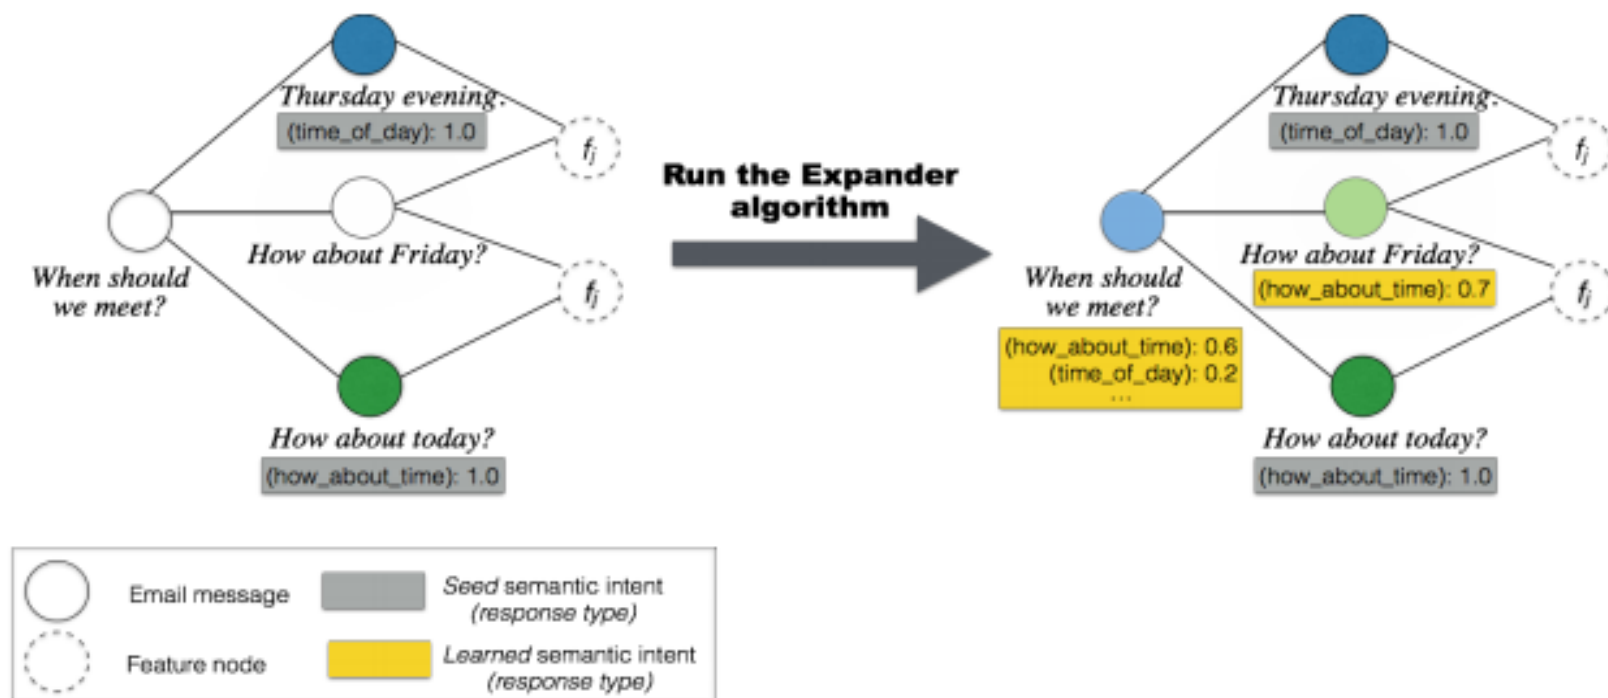 Thursday evening.
(time_of_day): 1.0
fj
How about Friday?
When should
we meet?
fj
How about today?
(how_about_time): 1.0
Run the Expander
algorithm
Thursday evening.
(time_of_day): 1.0
fj
How about Friday?
(how_about_time): 0.7
When should
we meet?
(how_about_time): 0.6
(time_of_day): 0.2
...
fj
How about today?
(how_about_time): 1.0
Email message
Seed semantic intent
(response type)
Feature node
Learned semantic intent
(response type)